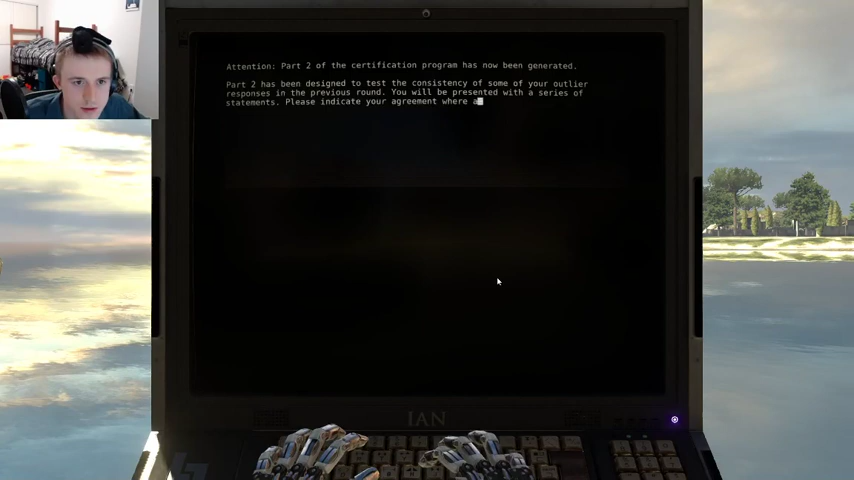 Attention: Part 2 of the certification program has now been generated.
Part 2 has been designed to test the consistency of some of your outlier
responses in the previous round. You will be presented with a series of
statements. Please indicate your agreement where a
IAN